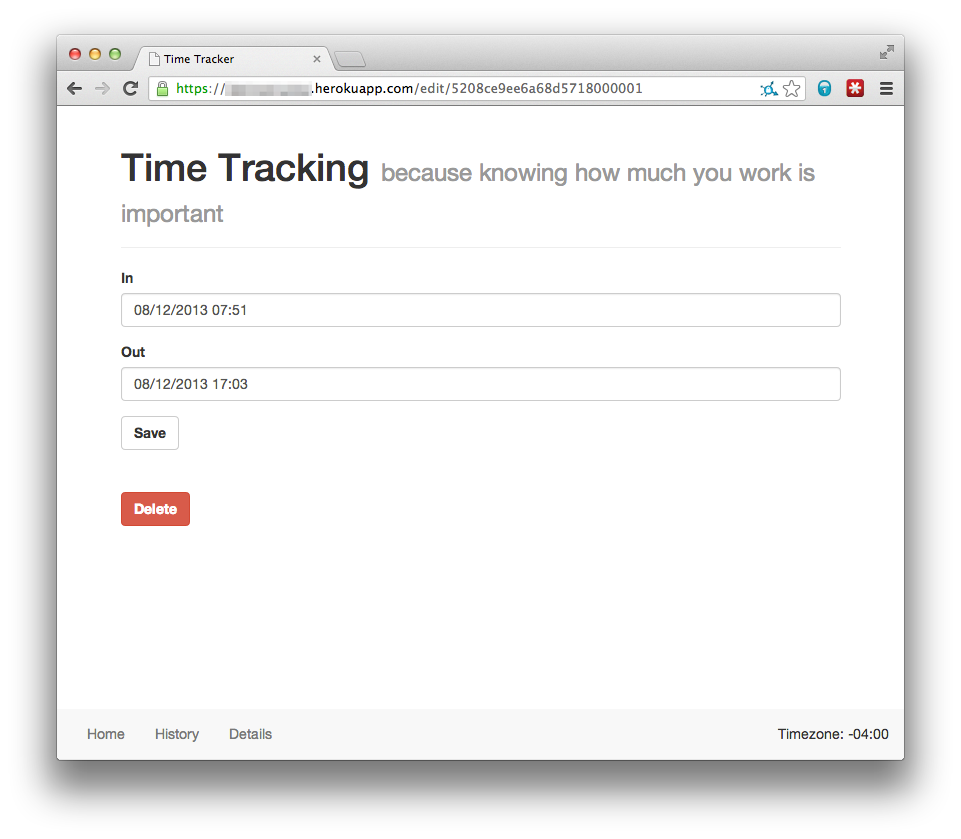 Time Tracker
https://.herokuapp.com/edit/5208ce9ee6a68d5718000001
Time Tracking because knowing how much you work is
important
In
08/12/2013 07:51
Out
08/12/2013 17:03
Save
Delete
Home History Details Timezone: -04:00